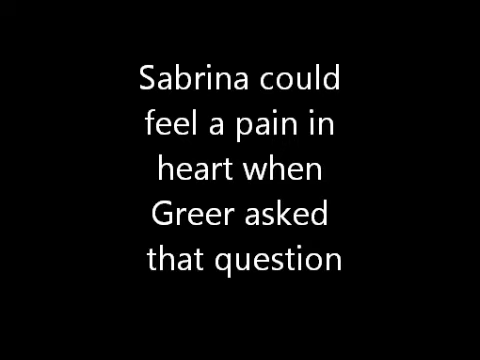 Sabrina could
feel a pain in
heart when
Greer asked
that question